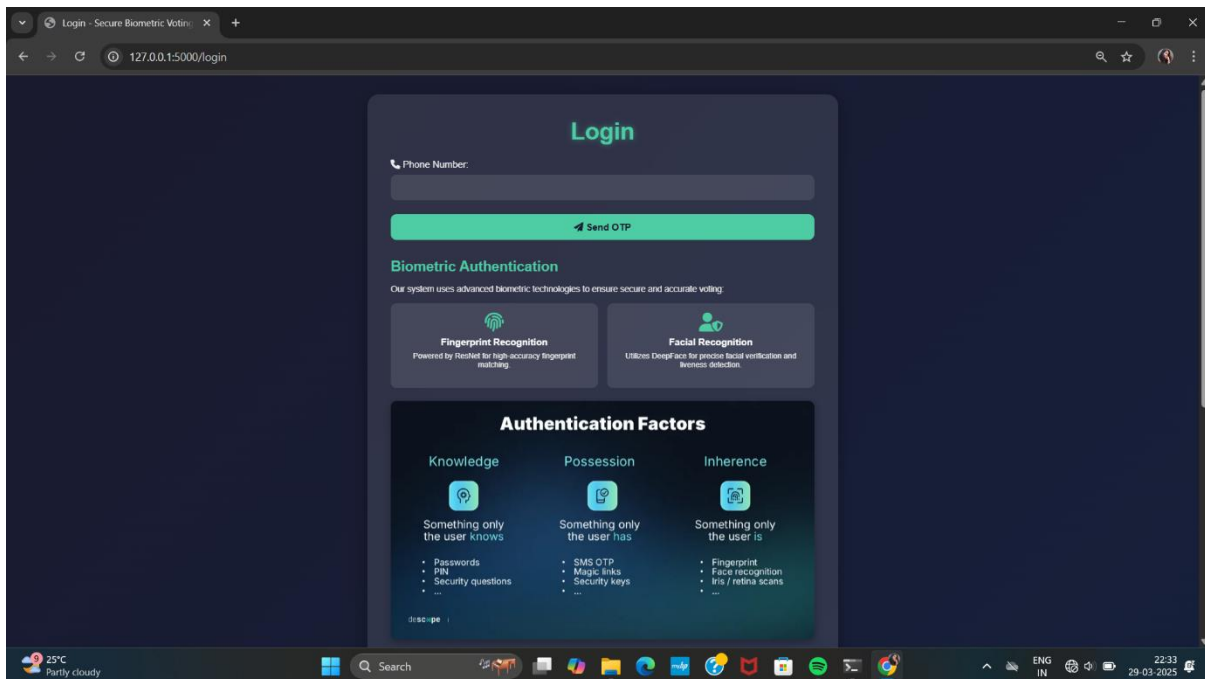 Login - Secure Biometric Voting
127.0.0.1:5000/login
Login
Phone Number:
Send OTP
Biometric Authentication
Our system uses advanced biometric technologies to ensure secure and accurate voting:
Fingerprint Recognition
Powered by ResNet for high-accuracy fingerprint
matching.
Facial Recognition
Utilizes DeepFace for precise facial verification and
liveness detection.
Authentication Factors
Knowledge
Something only
the user knows
• Passwords
• PIN
• Security questions
• ...
Possession
Something only
the user has
• SMS OTP
• Magic links
• Security keys
• ...
Inherence
Something only
the user is
• Fingerprint
• Face recognition
• Iris / retina scans
• ...
descope
9
25°C
Partly cloudy
Search
ENG
IN
22:33
29-03-2025